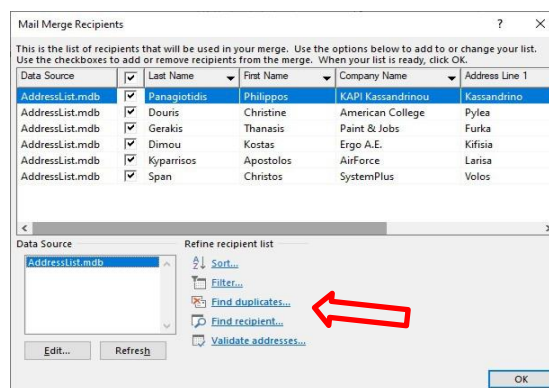 Mail Merge Recipients ? X
This is the list of recipients that will be used in your merge. Use the options below to add to or change your list.
Use the checkboxes to add or remove recipients from the merge. When your list is ready, click OK.
Data Source Last Name First Name Company Name Address Line 1
AddressList.mdb Panagiotidis Philippos KAPI Kassandrinou Kassandrino
AddressList.mdb Douris Christine American College Pylea
AddressList.mdb Gerakis Thanasis Paint & Jobs Furka
AddressList.mdb Dimou Kostas Ergo A.E. Kifisia
AddressList.mdb Kyparrisos Apostolos AirForce Larisa
AddressList.mdb Span Christos SystemPlus Volos
Data Source Refine recipient list
AddressList.mdb
Sort...
Filter...
Find duplicates...
Find recipient...
Validate addresses...
Edit... Refresh
OK